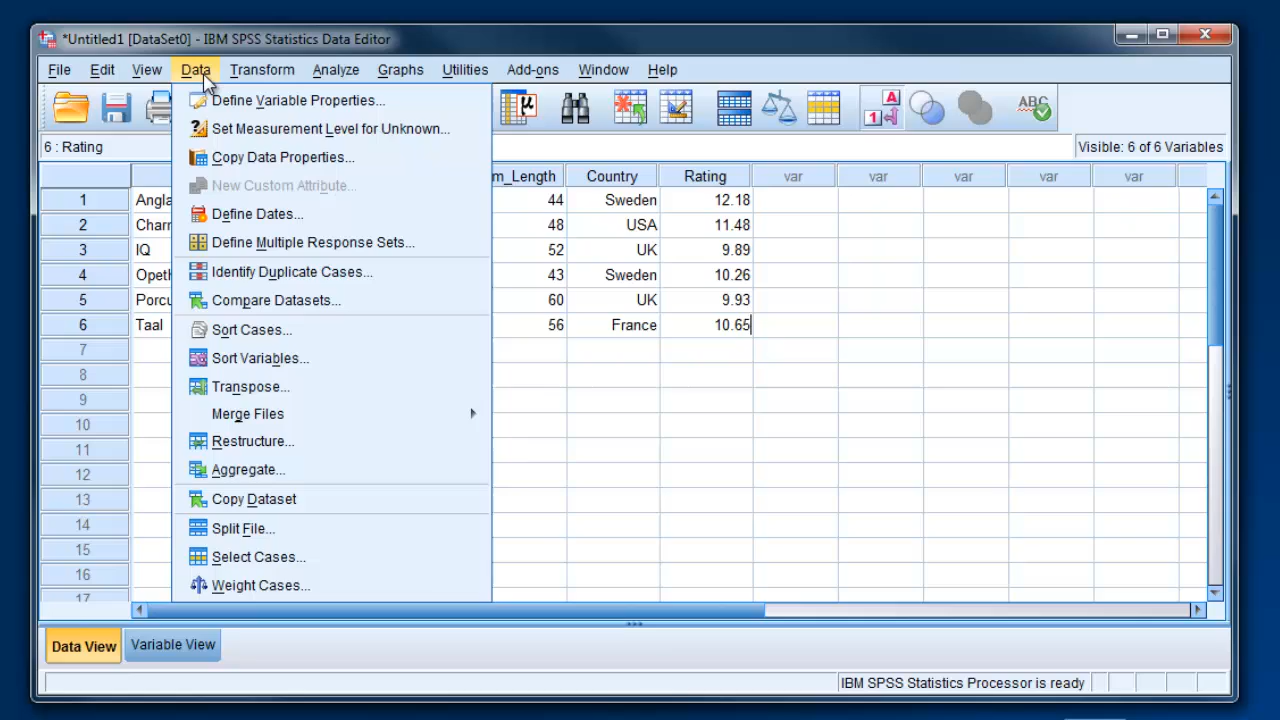 *Untitled1 [DataSet0] - IBM SPSS Statistics Data Editor
File Edit View Data Transform Analyze Graphs Utilities Add-ons Window Help
6 : Rating
Visible: 6 of 6 Variables
Define Variable Properties...
Set Measurement Level for Unknown...
Copy Data Properties...
New Custom Attribute...
Define Dates...
Define Multiple Response Sets...
Identify Duplicate Cases...
Compare Datasets...
Sort Cases...
Sort Variables...
Transpose...
Merge Files
Restructure...
Aggregate...
Copy Dataset
Split File...
Select Cases...
Weight Cases...
m_Length Country Rating var var var var var
1 Angla 44 Sweden 12.18
2 Charr 48 USA 11.48
3 IQ 52 UK 9.89
4 Opeth 43 Sweden 10.26
5 Porcu 60 UK 9.93
6 Taal 56 France 10.65
7
8
9
10
11
12
13
14
15
16
17
Data View Variable View
IBM SPSS Statistics Processor is ready